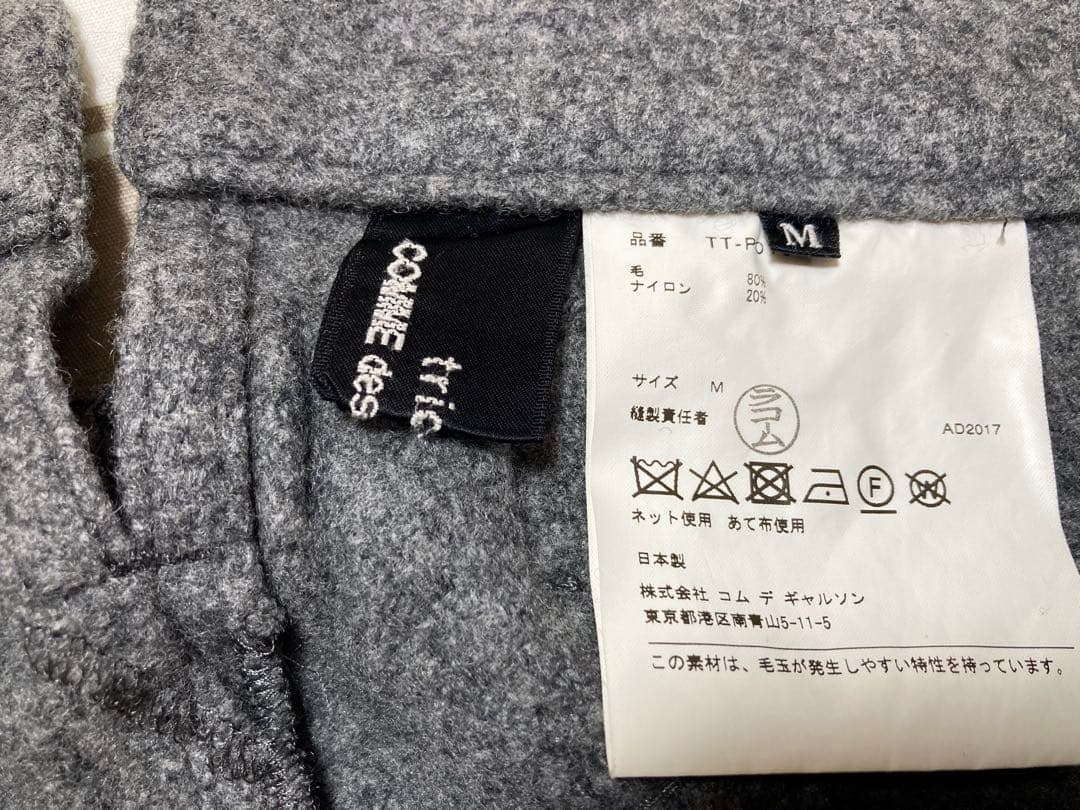 COMME des
tric
M
品番 TT-P0
毛 80%
ナイロン 20%
サイズ M
縫製責任者 ラコム
AD2017
F
W
ネット使用 あて布使用
日本製
株式会社 コム デ ギャルソン
東京都港区南青山5-11-5
この素材は、毛玉が発生しやすい特性を持っています。